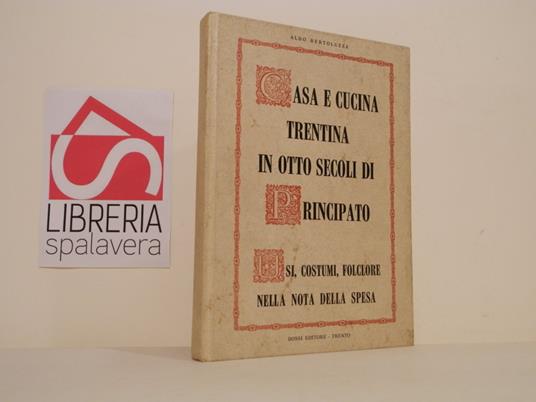 LIBRERIA
spalavera
ALDO BERTOLUZZA
CASA E CUCINA
TRENTINA
IN OTTO SECOLI DI
PRINCIPATO
USI, COSTUMI, FOLCLORE
NELLA NOTA DELLA SPESA
DOSSI EDITORE - TRENTO